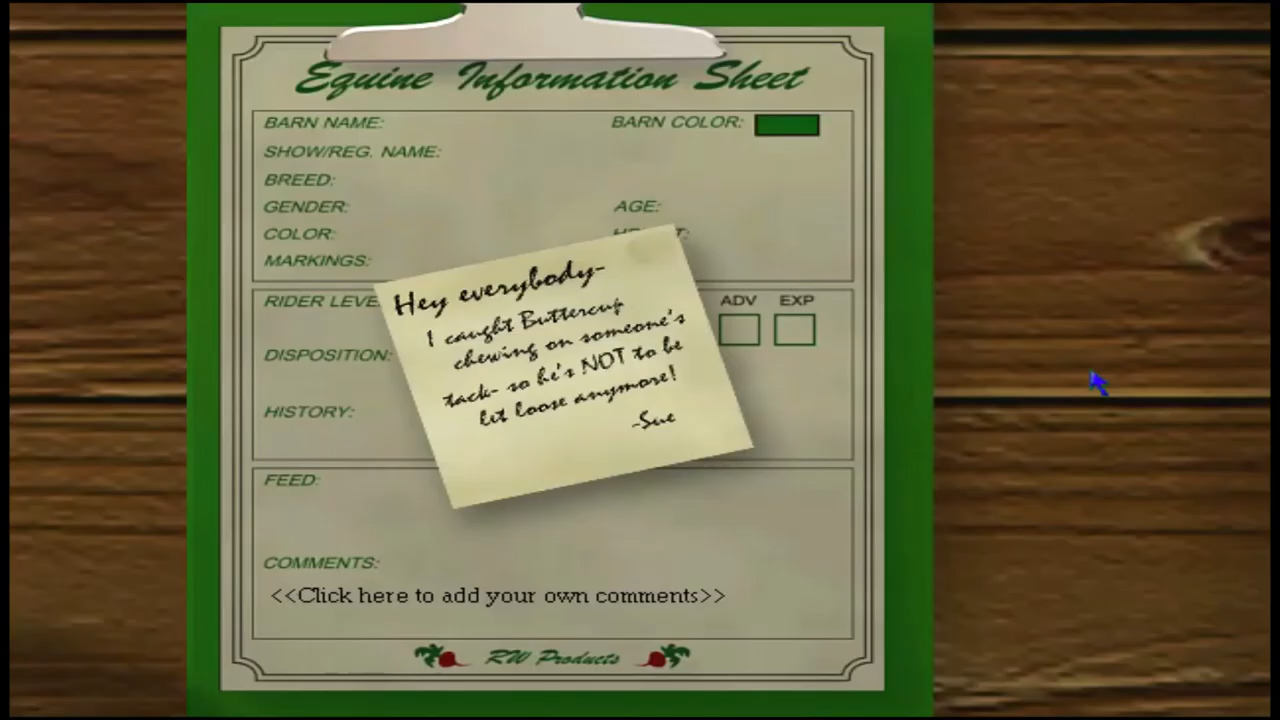 Equine Information Sheet
BARN NAME: BARN COLOR:
SHOW/REG. NAME:
BREED:
GENDER: AGE:
COLOR:
MARKINGS:
RIDER LEVE ADV EXP
DISPOSITION:
HISTORY:
Hey everybody-
I caught Buttercup
chewing on someone's
tack- so he's NOT to be
let loose anymore!
-Sue
FEED:
COMMENTS:
<<Click here to add your own comments>>
RW Products